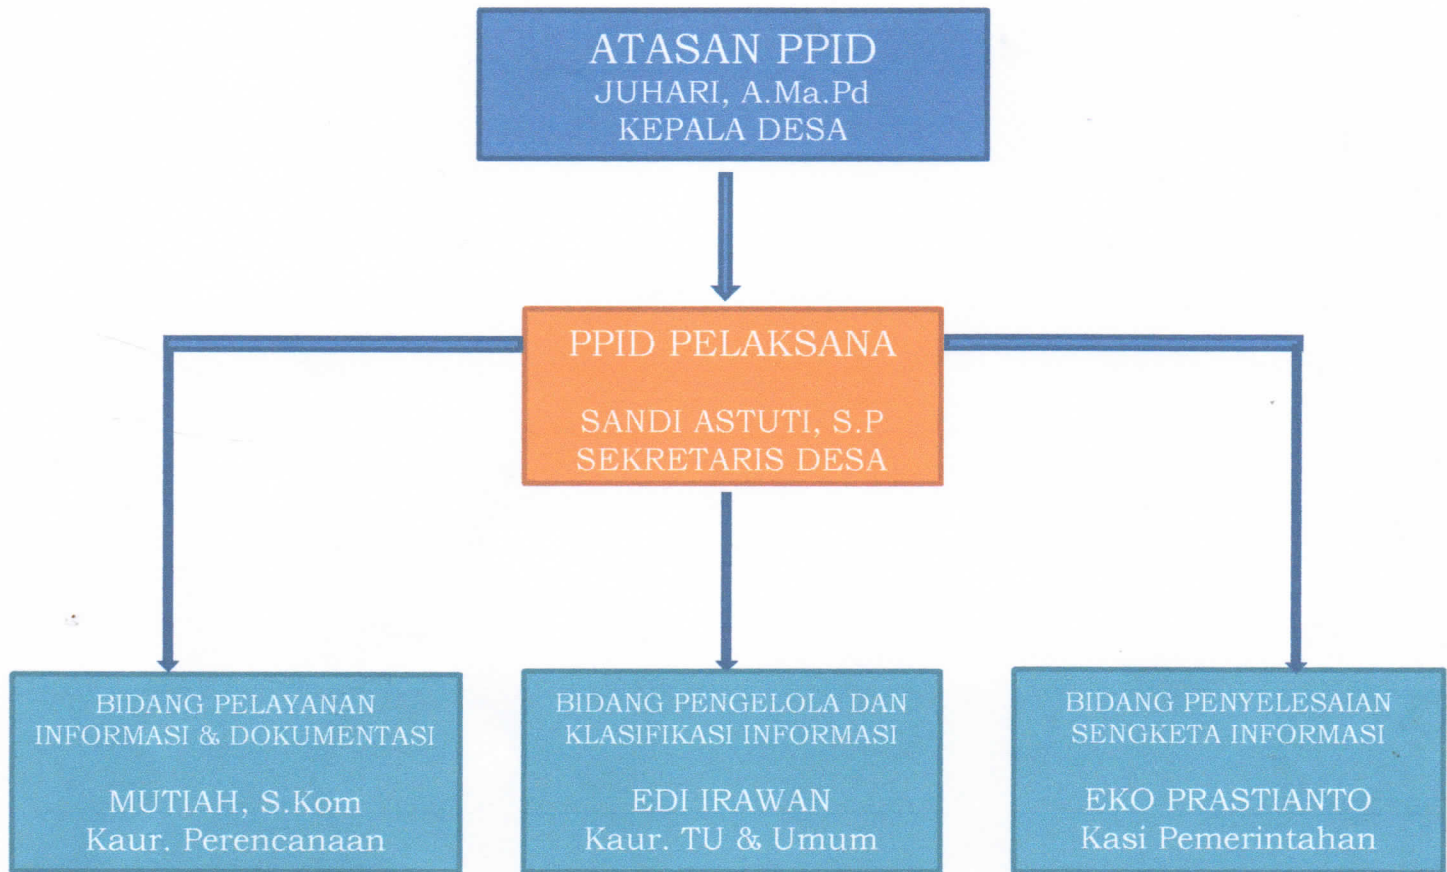 ATASAN PPID
JUHARI, A.Ma.Pd
KEPALA DESA
PPID PELAKSANA
SANDI ASTUTI, S.P
SEKRETARIS DESA
BIDANG PELAYANAN
INFORMASI & DOKUMENTASI
MUTIAH, S.Kom
Kaur. Perencanaan
BIDANG PENGELOLA DAN
KLASIFIKASI INFORMASI
EDI IRAWAN
Kaur. TU & Umum
BIDANG PENYELESAIAN
SENGKETA INFORMASI
EKO PRASTIANTO
Kasi Pemerintahan